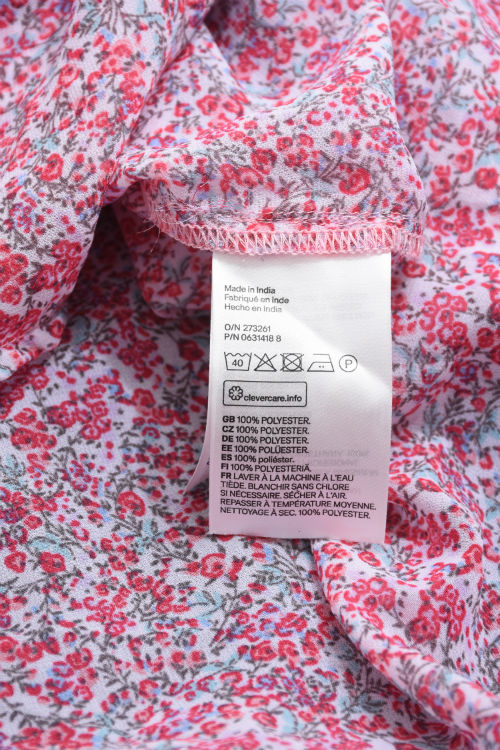 Made in India
Fabriqué en Inde
Hecho en India
O/N 273261
P/N 0631418 8
40 P
clevercare.info
GB 100% POLYESTER.
CZ 100% POLYESTER.
DE 100% POLYESTER.
EE 100% POLÜESTER.
ES 100% poliéster.
FI 100% POLYESTERIÄ.
FR LAVER À LA MACHINE À L'EAU
TIÈDE. BLANCHIR SANS CHLORE
SI NÉCESSAIRE. SÉCHER À L'AIR.
REPASSER À TEMPÉRATURE MOYENNE.
NETTOYAGE À SEC. 100% POLYESTER.